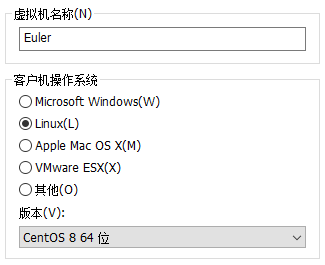 虚拟机名称(N)
Euler
客户机操作系统
Microsoft Windows(W)
Linux(L)
Apple Mac OS X(M)
VMware ESX(X)
其他(O)
版本(V):
CentOS 8 64 位